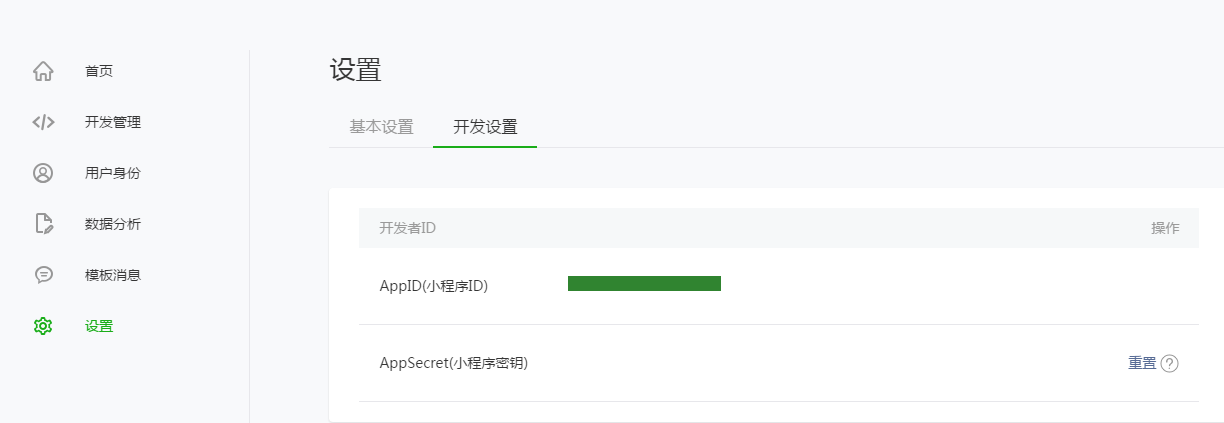 首页
开发管理
用户身份
数据分析
模板消息
设置
设置
基本设置 开发设置
开发者ID 操作
AppID(小程序ID)
AppSecret(小程序密钥) 重置 ?